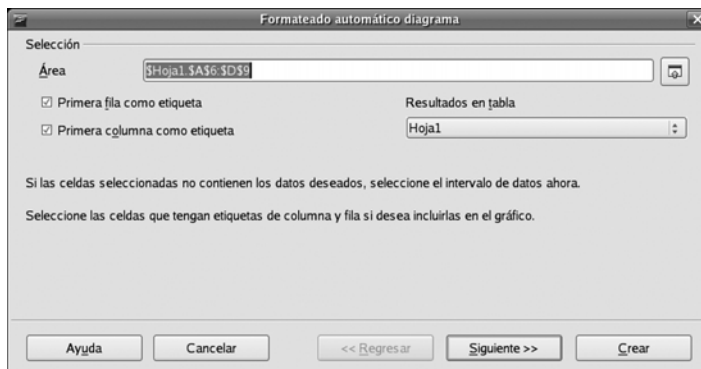 Formateado automático diagrama
Selección
Área $Hoja1.$A$6:$D$9
Primera fila como etiqueta Resultados en tabla
Primera columna como etiqueta Hoja1
Si las celdas seleccionadas no contienen los datos deseados, seleccione el intervalo de datos ahora.
Seleccione las celdas que tengan etiquetas de columna y fila si desea incluirlas en el gráfico.
Ayuda Cancelar << Regresar Siguiente >> Crear